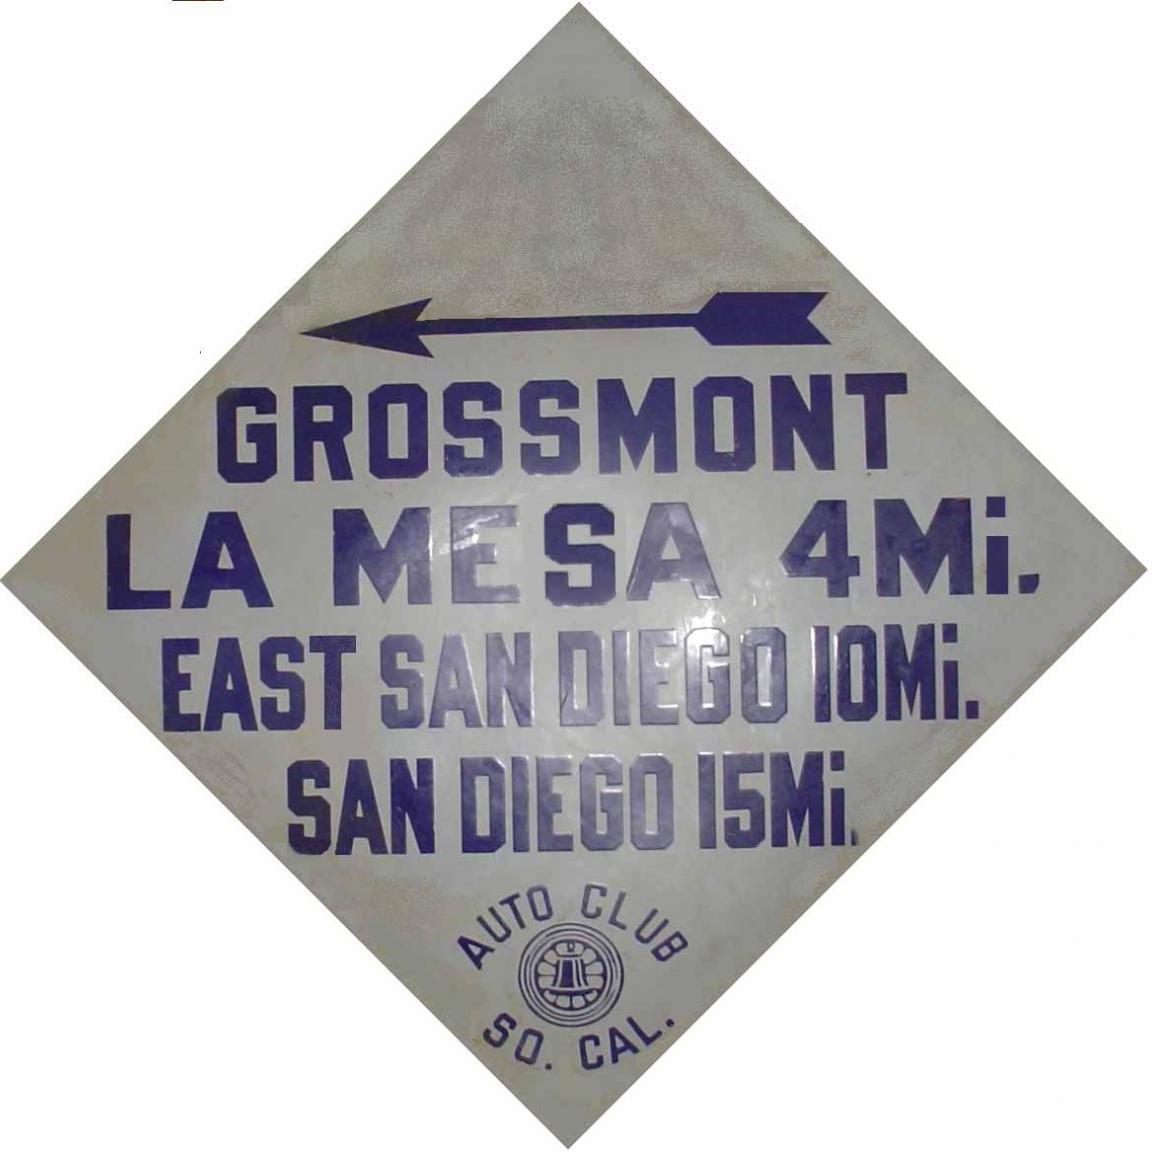 GROSSMONT
LA MESA 4Mi.
EAST SAN DIEGO 10Mi.
SAN DIEGO 15Mi.
AUTO CLUB
SO. CAL.